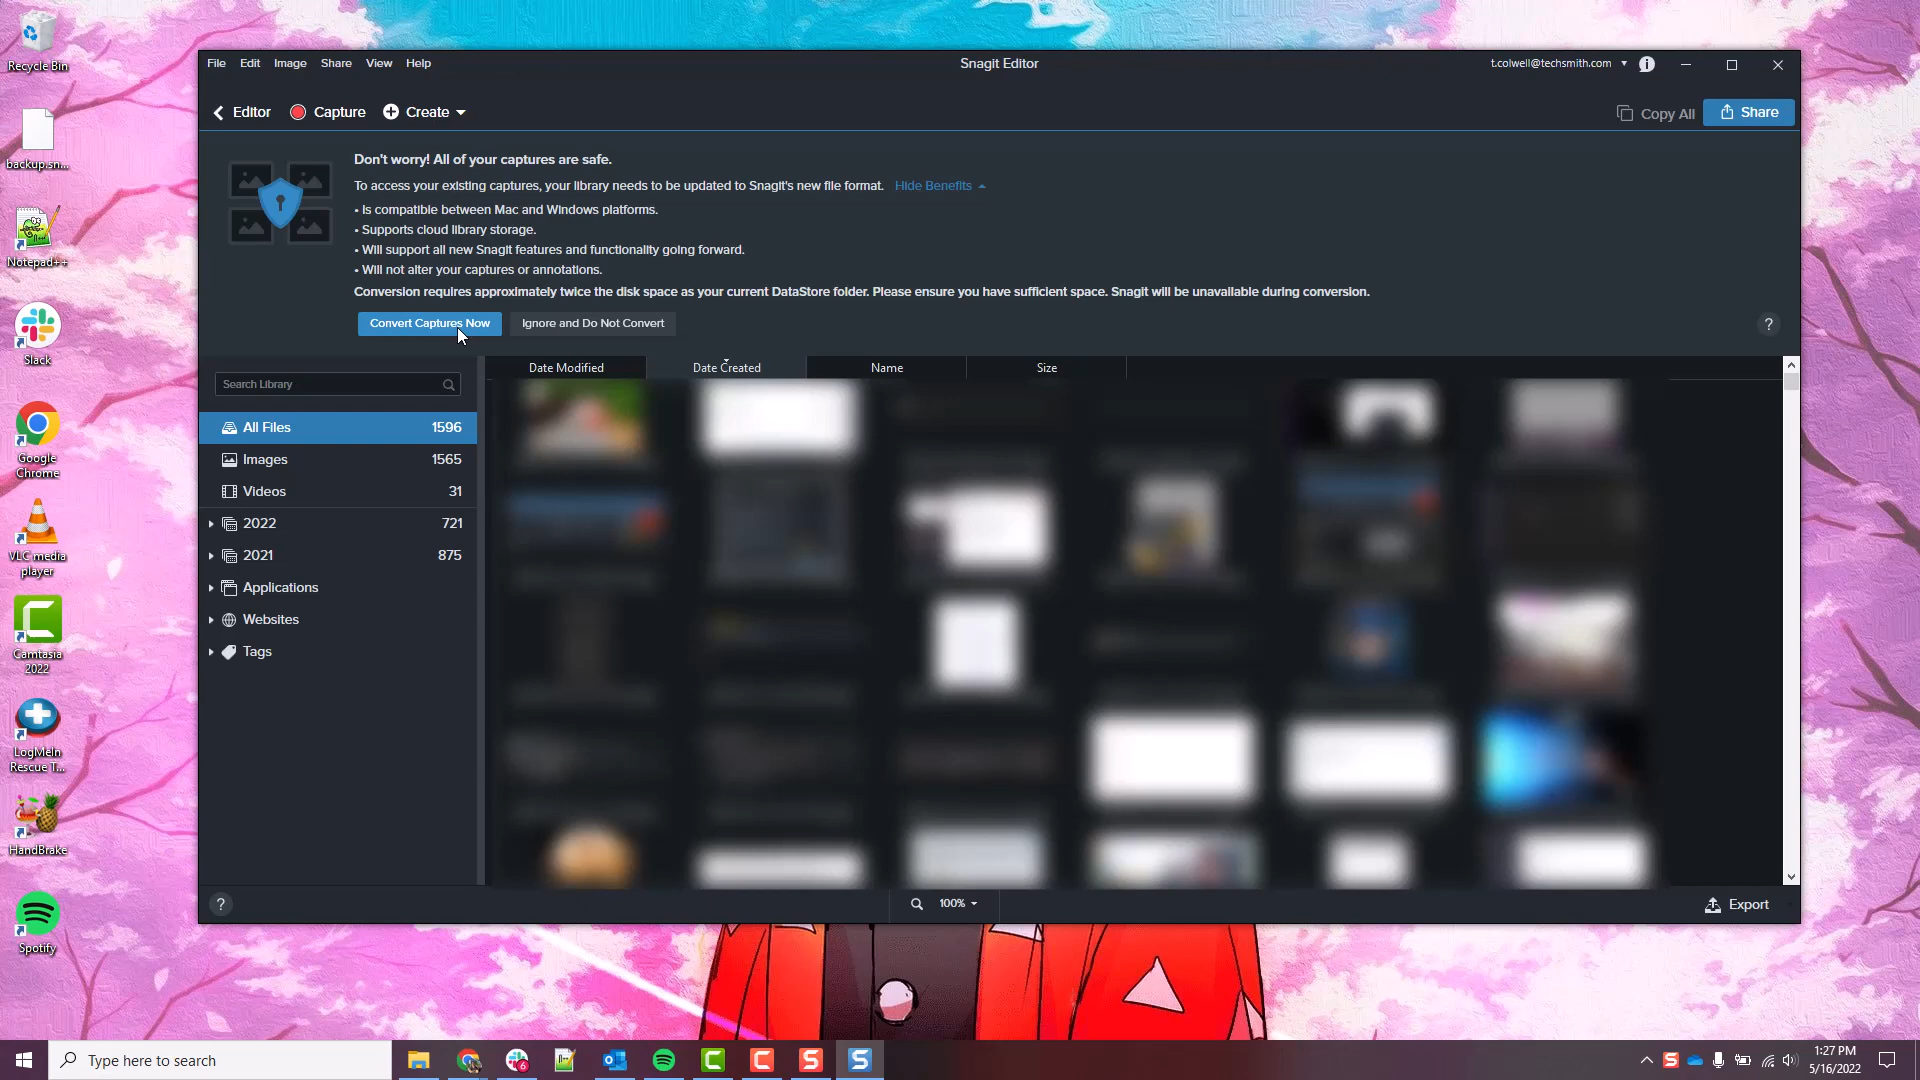 Recycle Bin
backup.sn...
Notepad++
Slack
Google
Chrome
VLC media
player
Camtasia
2022
LogMeIn
Rescue T...
HandBrake
Spotify
File Edit Image Share View Help
Snagit Editor
t.colwell@techsmith.com
Editor Capture Create
Copy All Share
Don't worry! All of your captures are safe.
To access your existing captures, your library needs to be updated to Snagit's new file format. Hide Benefits
• Is compatible between Mac and Windows platforms.
• Supports cloud library storage.
• Will support all new Snagit features and functionality going forward.
• Will not alter your captures or annotations.
Conversion requires approximately twice the disk space as your current DataStore folder. Please ensure you have sufficient space. Snagit will be unavailable during conversion.
Convert Captures Now Ignore and Do Not Convert
?
Search Library
Date Modified Date Created Name Size
All Files 1596
Images 1565
Videos 31
2022 721
2021 875
Applications
Websites
Tags
?
100%
Export
Type here to search
6
1:27 PM
5/16/2022